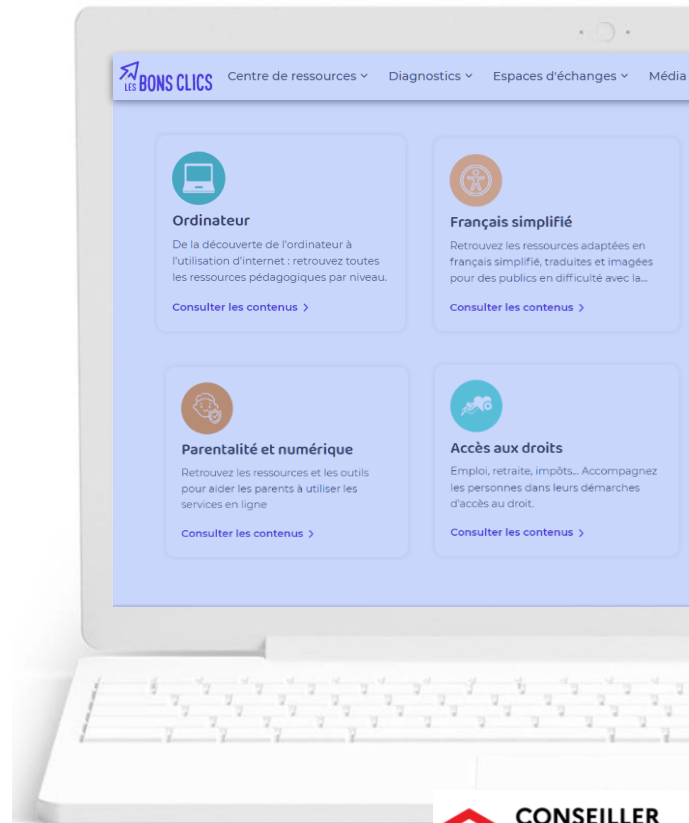 LES BONS CLICS
Centre de ressources
Diagnostics
Espaces d'échanges
Média
Ordinateur
De la découverte de l'ordinateur à
l'utilisation d'internet : retrouvez toutes
les ressources pédagogiques par niveau.
Consulter les contenus >
Français simplifié
Retrouvez les ressources adaptées en
français simplifié, traduites et imagées
pour des publics en difficulté avec la...
Consulter les contenus >
Parentalité et numérique
Retrouvez les ressources et les outils
pour aider les parents à utiliser les
services en ligne
Consulter les contenus >
Accès aux droits
Emploi, retraite, impôts... Accompagnez
les personnes dans leurs démarches
d'accès au droit.
Consulter les contenus >
CONSEILLER